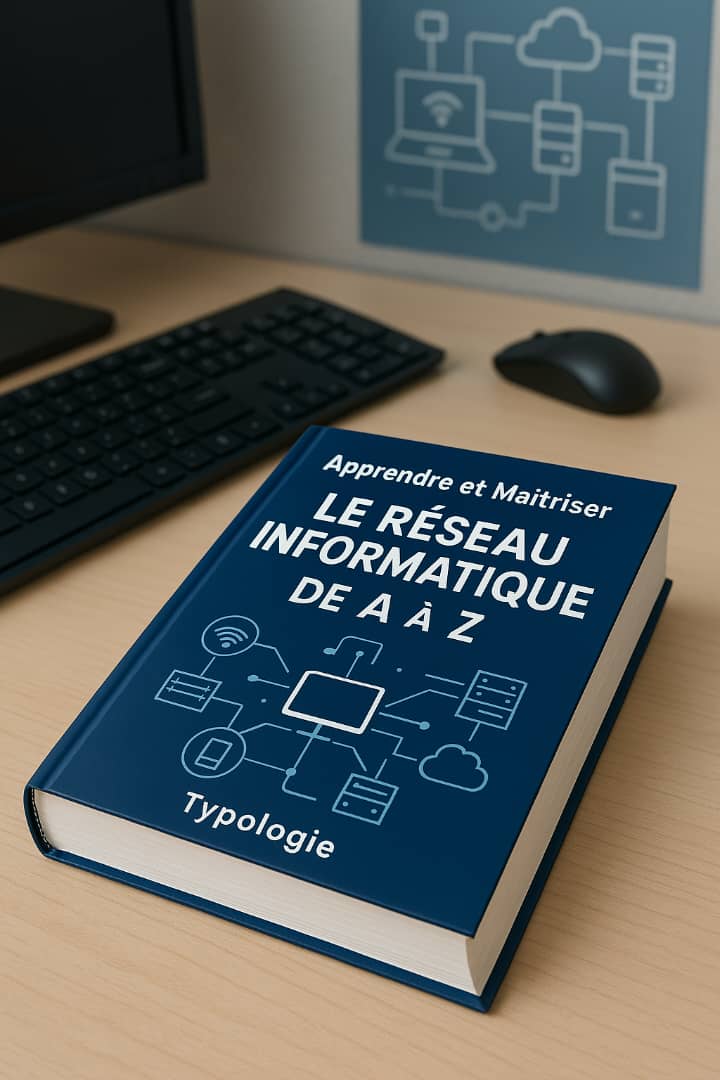 Apprendre et Maitriser
LE RÉSEAU
INFORMATIQUE
DE A À Z
Typologie